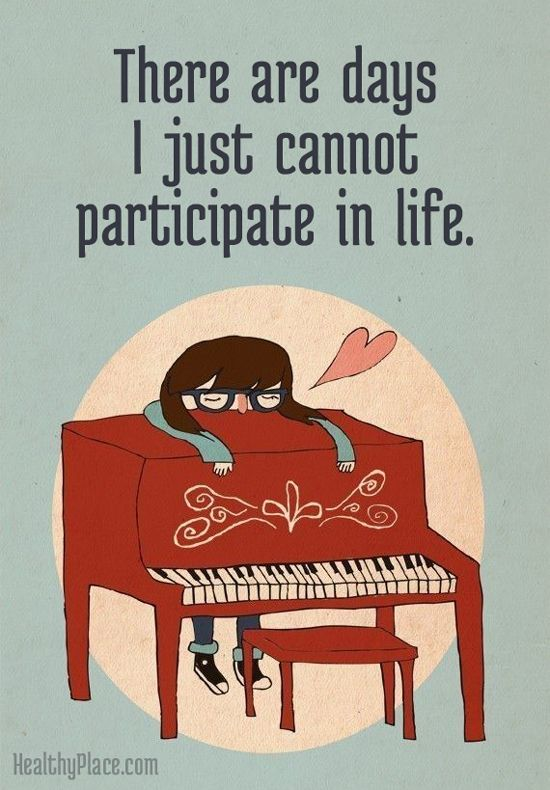 There are days
I just cannot
participate in life.
HealthyPlace.com